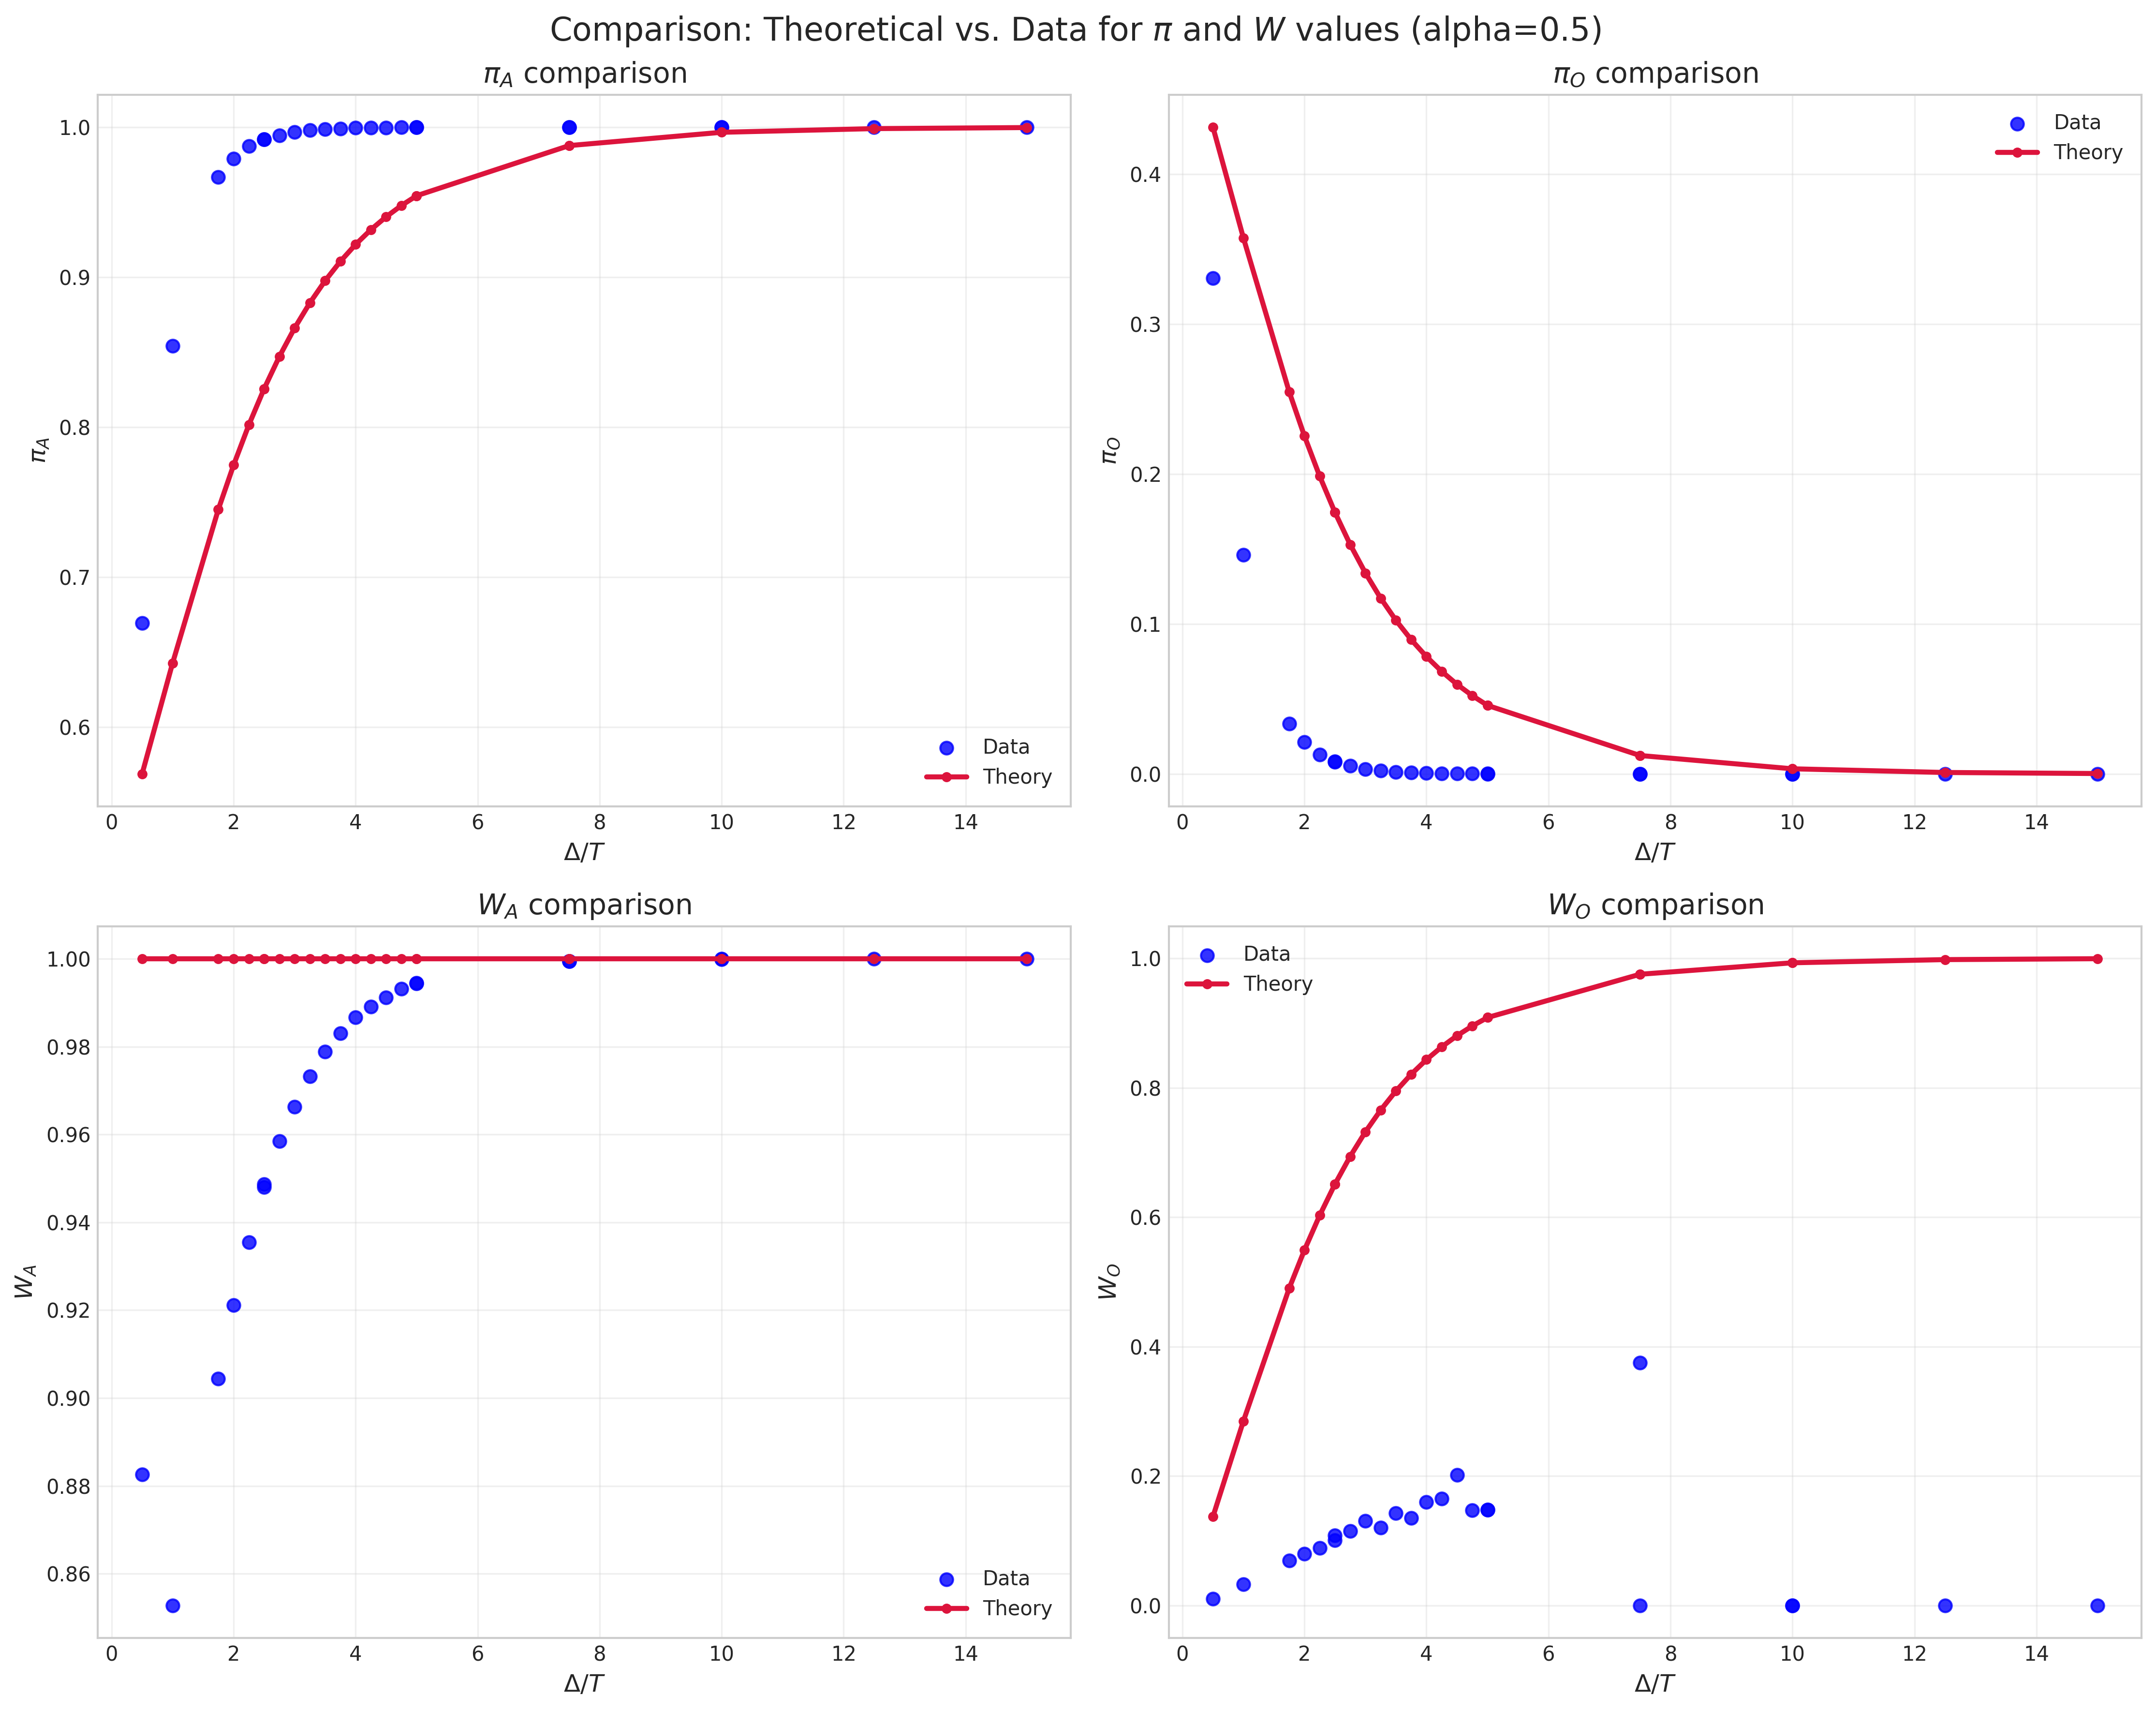 Comparison: Theoretical vs. Data for π and W values (alpha=0.5)
π_A comparison
1.0
0.9
0.8
0.7
0.6
π_A
0 2 4 6 8 10 12 14
Δ/T
Data
Theory
π_O comparison
0.4
0.3
0.2
0.1
0.0
π_O
0 2 4 6 8 10 12 14
Δ/T
Data
Theory
W_A comparison
1.00
0.98
0.96
0.94
0.92
0.90
0.88
0.86
W_A
0 2 4 6 8 10 12 14
Δ/T
Data
Theory
W_O comparison
1.0
0.8
0.6
0.4
0.2
0.0
W_O
0 2 4 6 8 10 12 14
Δ/T
Data
Theory